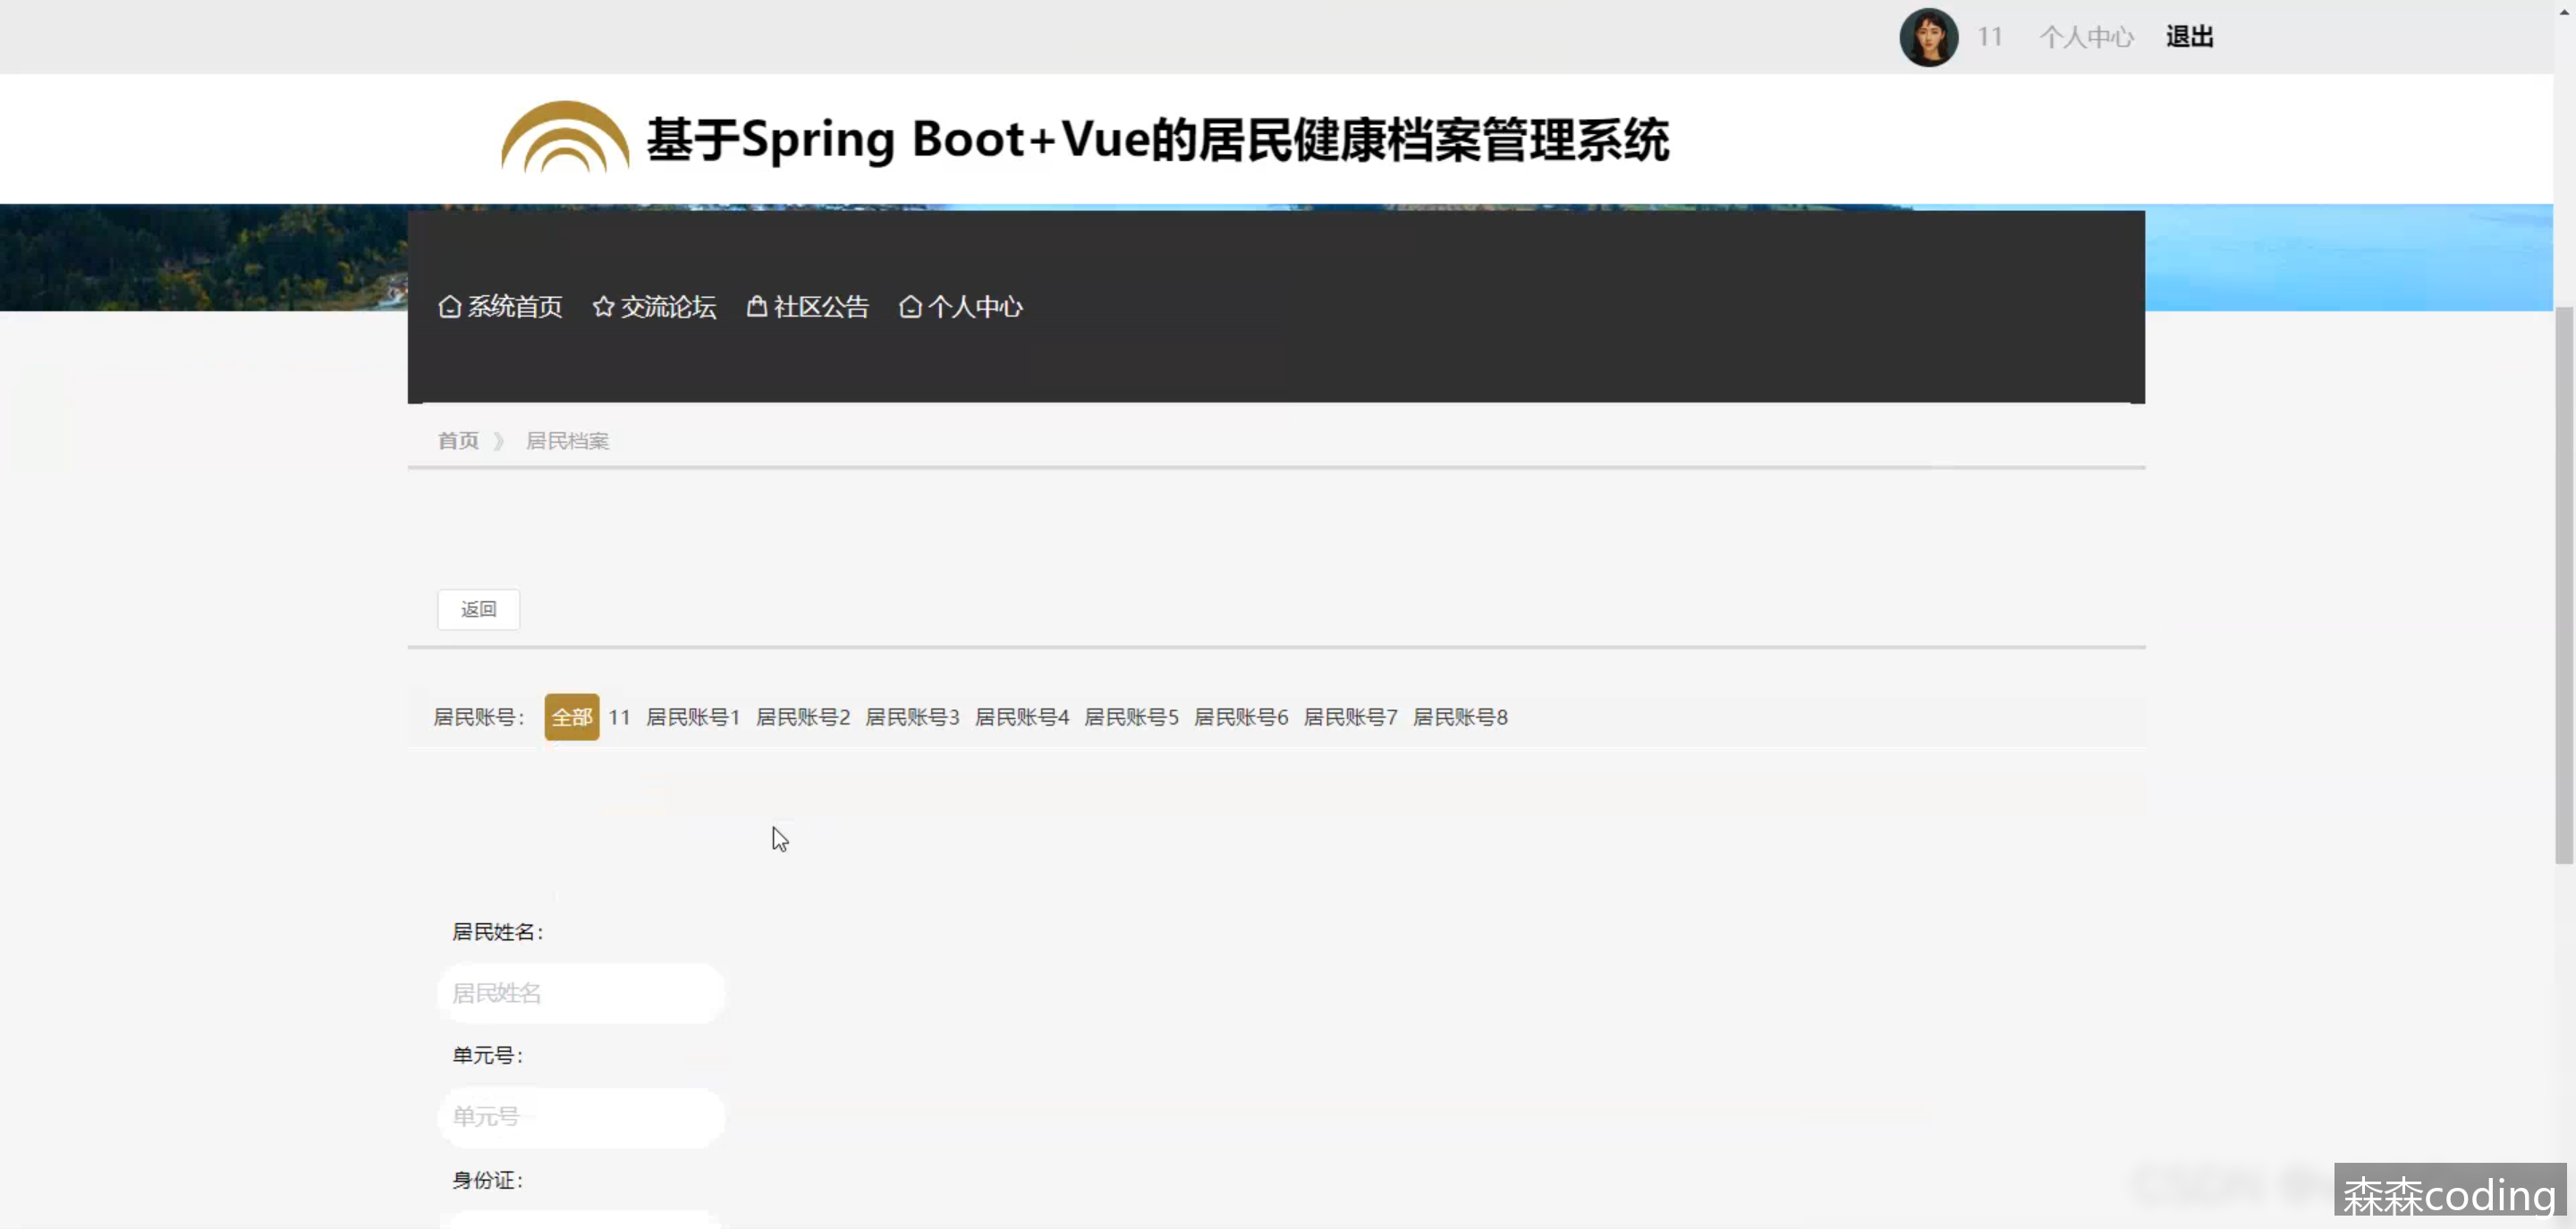 11 个人中心 退出
基于Spring Boot+Vue的居民健康档案管理系统
系统首页 交流论坛 社区公告 个人中心
首页 》 居民档案
返回
居民账号： 全部 11 居民账号1 居民账号2 居民账号3 居民账号4 居民账号5 居民账号6 居民账号7 居民账号8
居民姓名：
居民姓名
单元号：
单元号
身份证：
森森coding